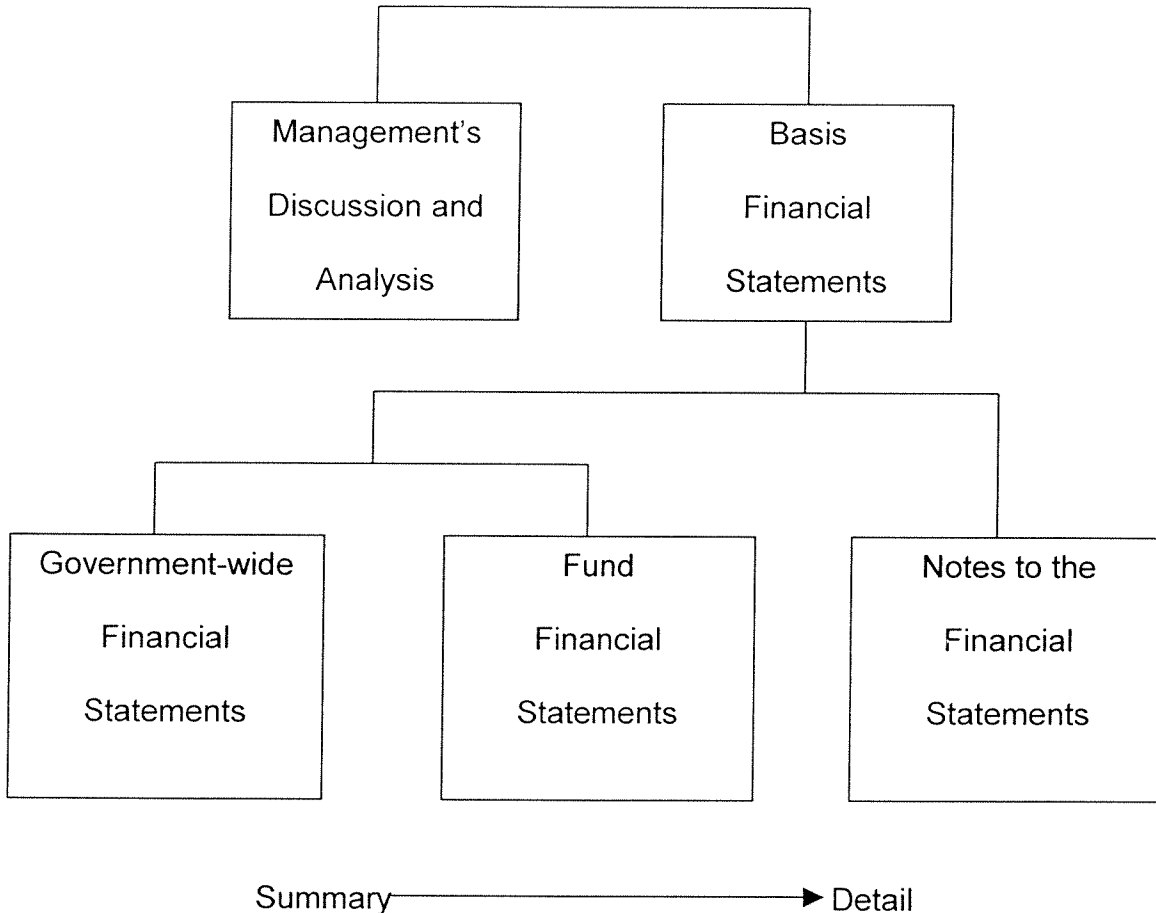 Management's
Discussion and
Analysis
Basis
Financial
Statements
Government-wide
Financial
Statements
Fund
Financial
Statements
Notes to the
Financial
Statements
Summary
Detail